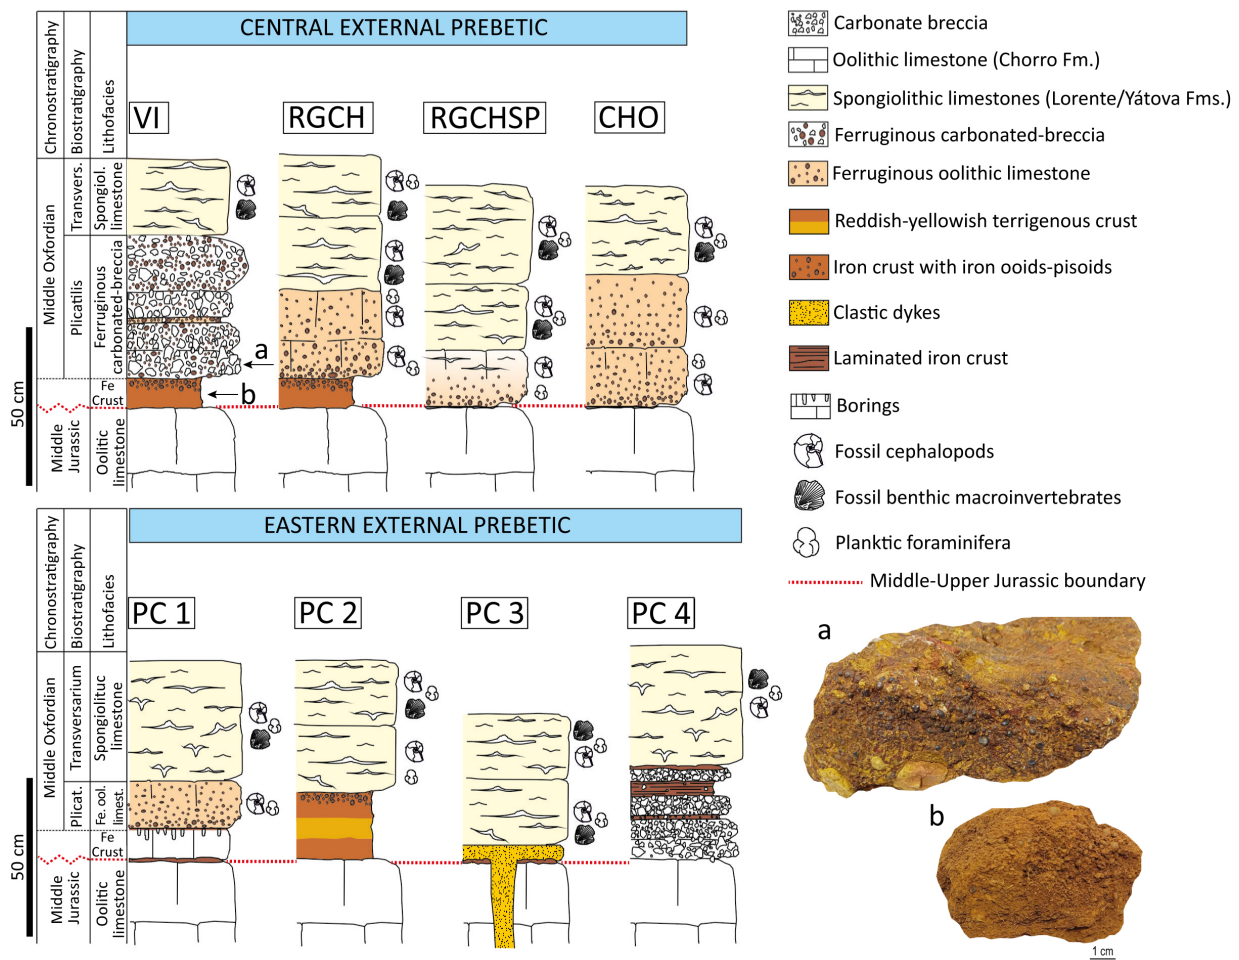 CENTRAL EXTERNAL PREBETIC
Chronostratigraphy
Biostratigraphy
Lithofacies
VI
RGCH
RGCHSP
CHO
Middle Oxfordian
Transvers.
Spongiol.
limestone
Plicatilis
Ferruginous
carbonated-breccia
Fe
Crust
Middle
Jurassic
Oolitic
limestone
a
b
50 cm
EASTERN EXTERNAL PREBETIC
Chronostratigraphy
Biostratigraphy
Lithofacies
PC 1
PC 2
PC 3
PC 4
Middle Oxfordian
Transversarium
Spongiolituc
limestone
Plicat.
Fe. ool.
limest.
Fe
Crust
Middle
Jurassic
Oolitic
limestone
50 cm
Carbonate breccia
Oolithic limestone (Chorro Fm.)
Spongiolithic limestones (Lorente/Yátova Fms.)
Ferruginous carbonated-breccia
Ferruginous oolithic limestone
Reddish-yellowish terrigenous crust
Iron crust with iron ooids-pisoids
Clastic dykes
Laminated iron crust
Borings
Fossil cephalopods
Fossil benthic macroinvertebrates
Planktic foraminifera
Middle-Upper Jurassic boundary
a
b
1 cm